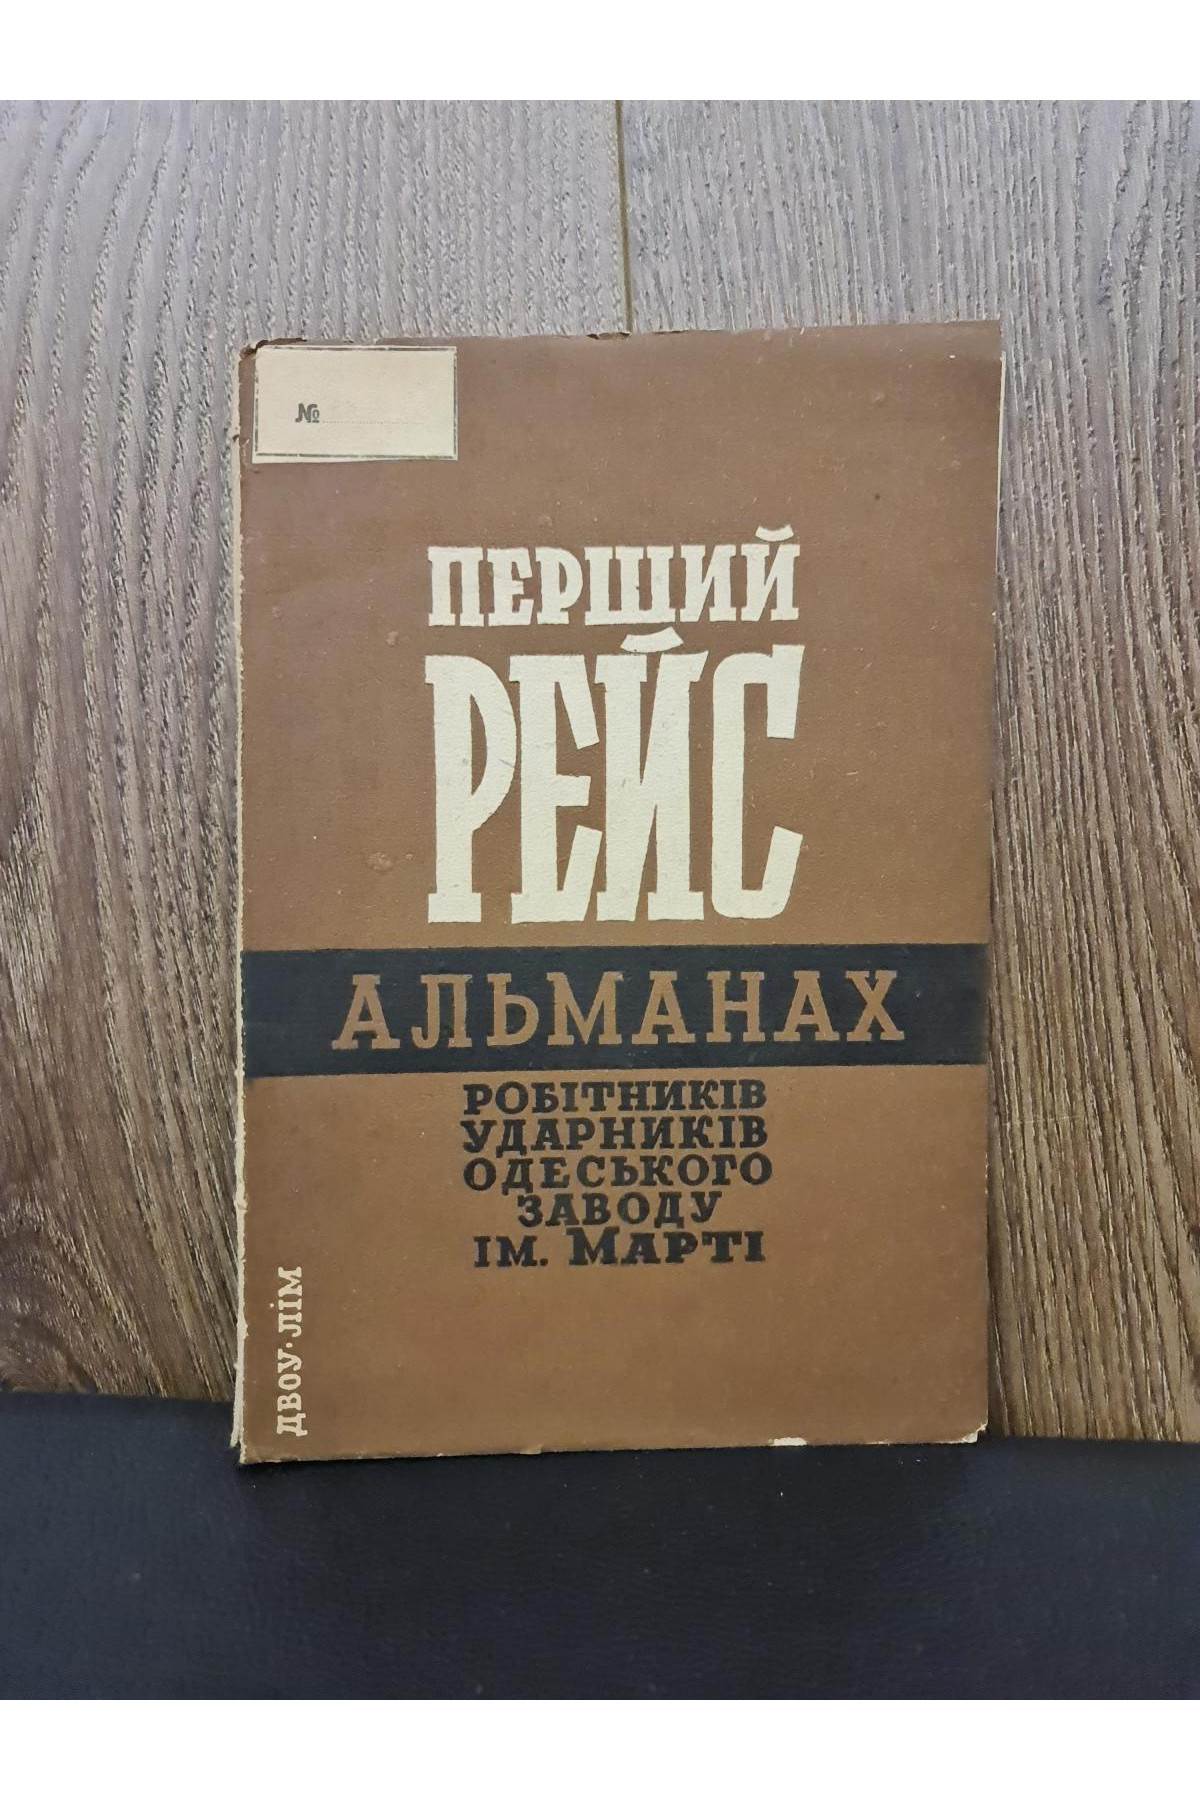 №
ПЕРШИЙ
РЕЙС
АЛЬМАНАХ
РОБІТНИКІВ
УДАРНИКІВ
ОДЕСЬКОГО
ЗАВОДУ
ІМ. МАРТІ
ДВОУ·ЛІМ